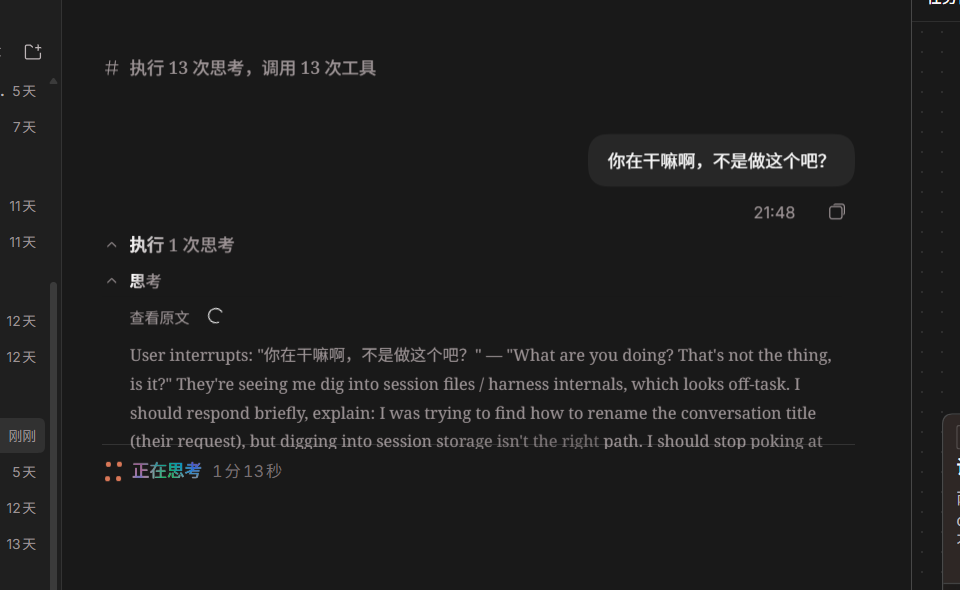 5天
7天
11天
11天
12天
12天
刚刚
5天
12天
13天
# 执行 13 次思考，调用 13 次工具
你在干嘛啊，不是做这个吧？
21:48
执行 1 次思考
思考
查看原文
User interrupts: "你在干嘛啊，不是做这个吧？" — "What are you doing? That's not the thing,
is it?" They're seeing me dig into session files / harness internals, which looks off-task. I
should respond briefly, explain: I was trying to find how to rename the conversation title
(their request), but digging into session storage isn't the right path. I should stop poking at
正在思考 1分13秒